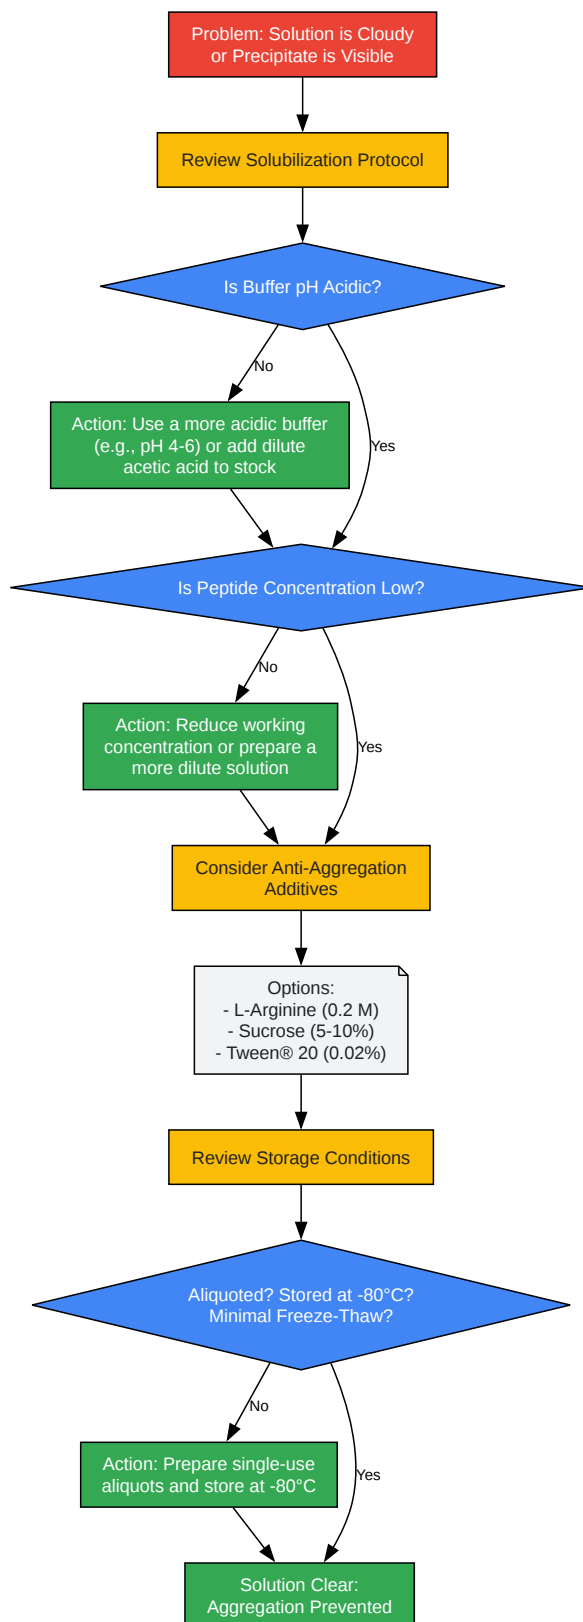 Problem: Solution is Cloudy
or Precipitate is Visible
Review Solubilization Protocol
Is Buffer pH Acidic?
No
Action: Use a more acidic buffer
(e.g., pH 4-6) or add dilute
acetic acid to stock
Yes
Is Peptide Concentration Low?
No
Action: Reduce working
concentration or prepare a
more dilute solution
Yes
Consider Anti-Aggregation
Additives
Options:
- L-Arginine (0.2 M)
- Sucrose (5-10%)
- Tween® 20 (0.02%)
Review Storage Conditions
Aliquoted? Stored at -80°C?
Minimal Freeze-Thaw?
No
Action: Prepare single-use
aliquots and store at -80°C
Yes
Solution Clear:
Aggregation Prevented